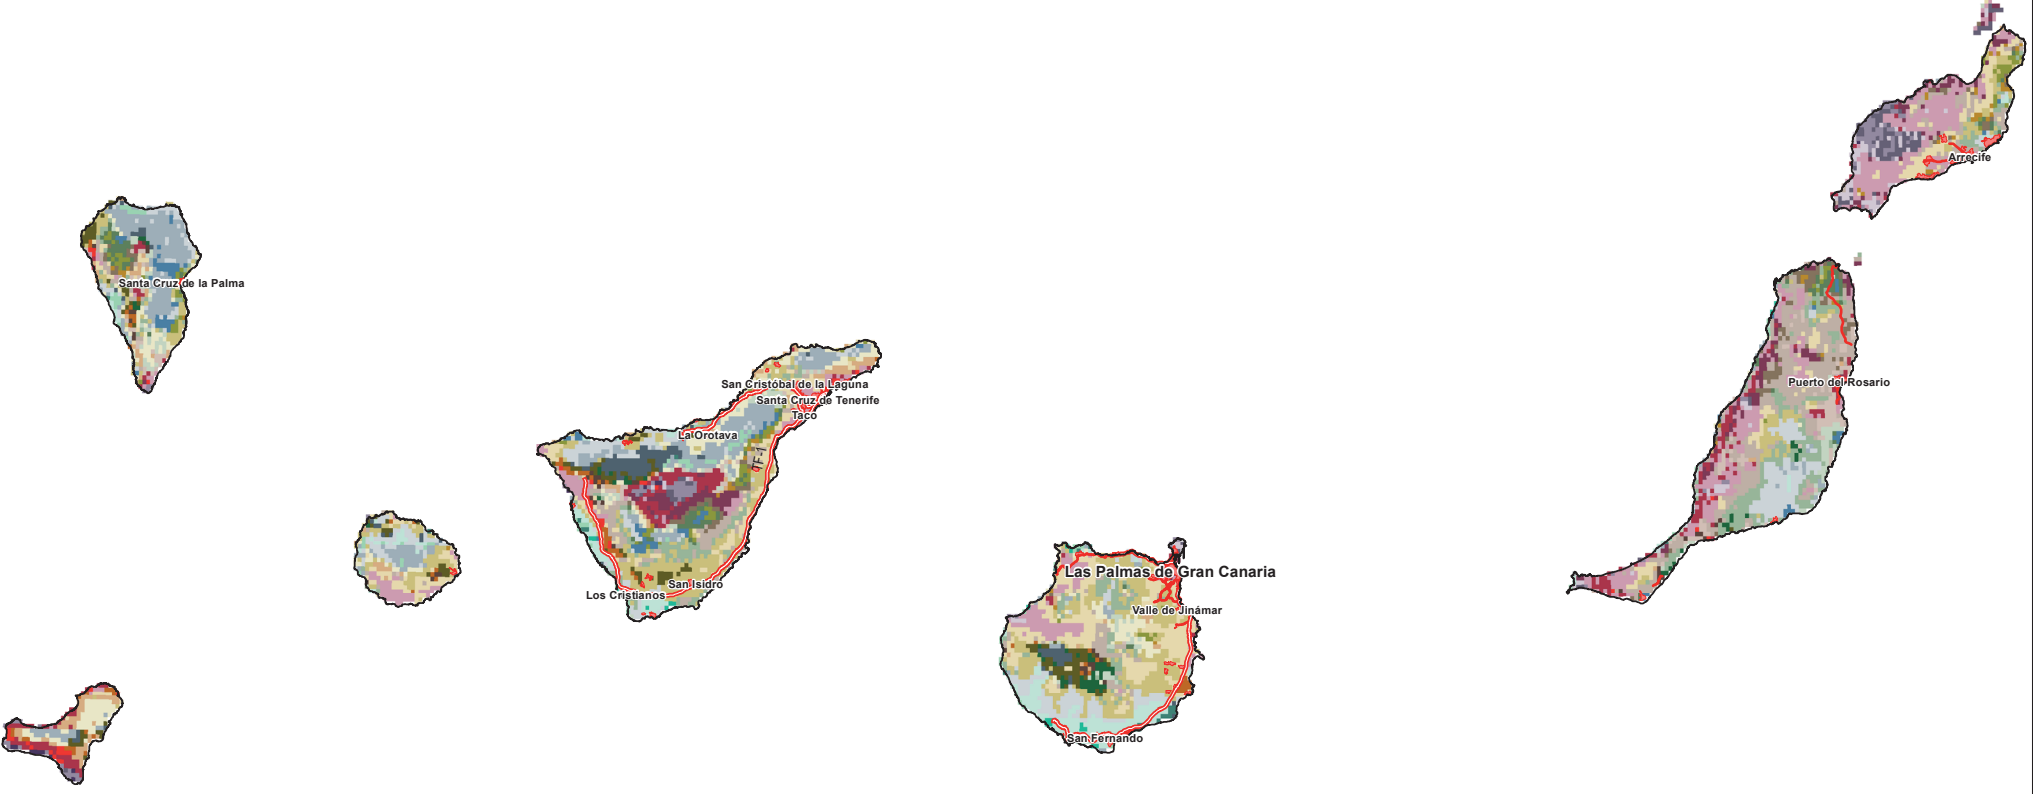 Arrecife
Santa Cruz de la Palma
Puerto del Rosario
San Cristóbal de la Laguna
Santa Cruz de Tenerife
Taco
La Orotava
TF-1
Las Palmas de Gran Canaria
San Isidro
Los Cristianos
Valle de Jinámar
San Fernando